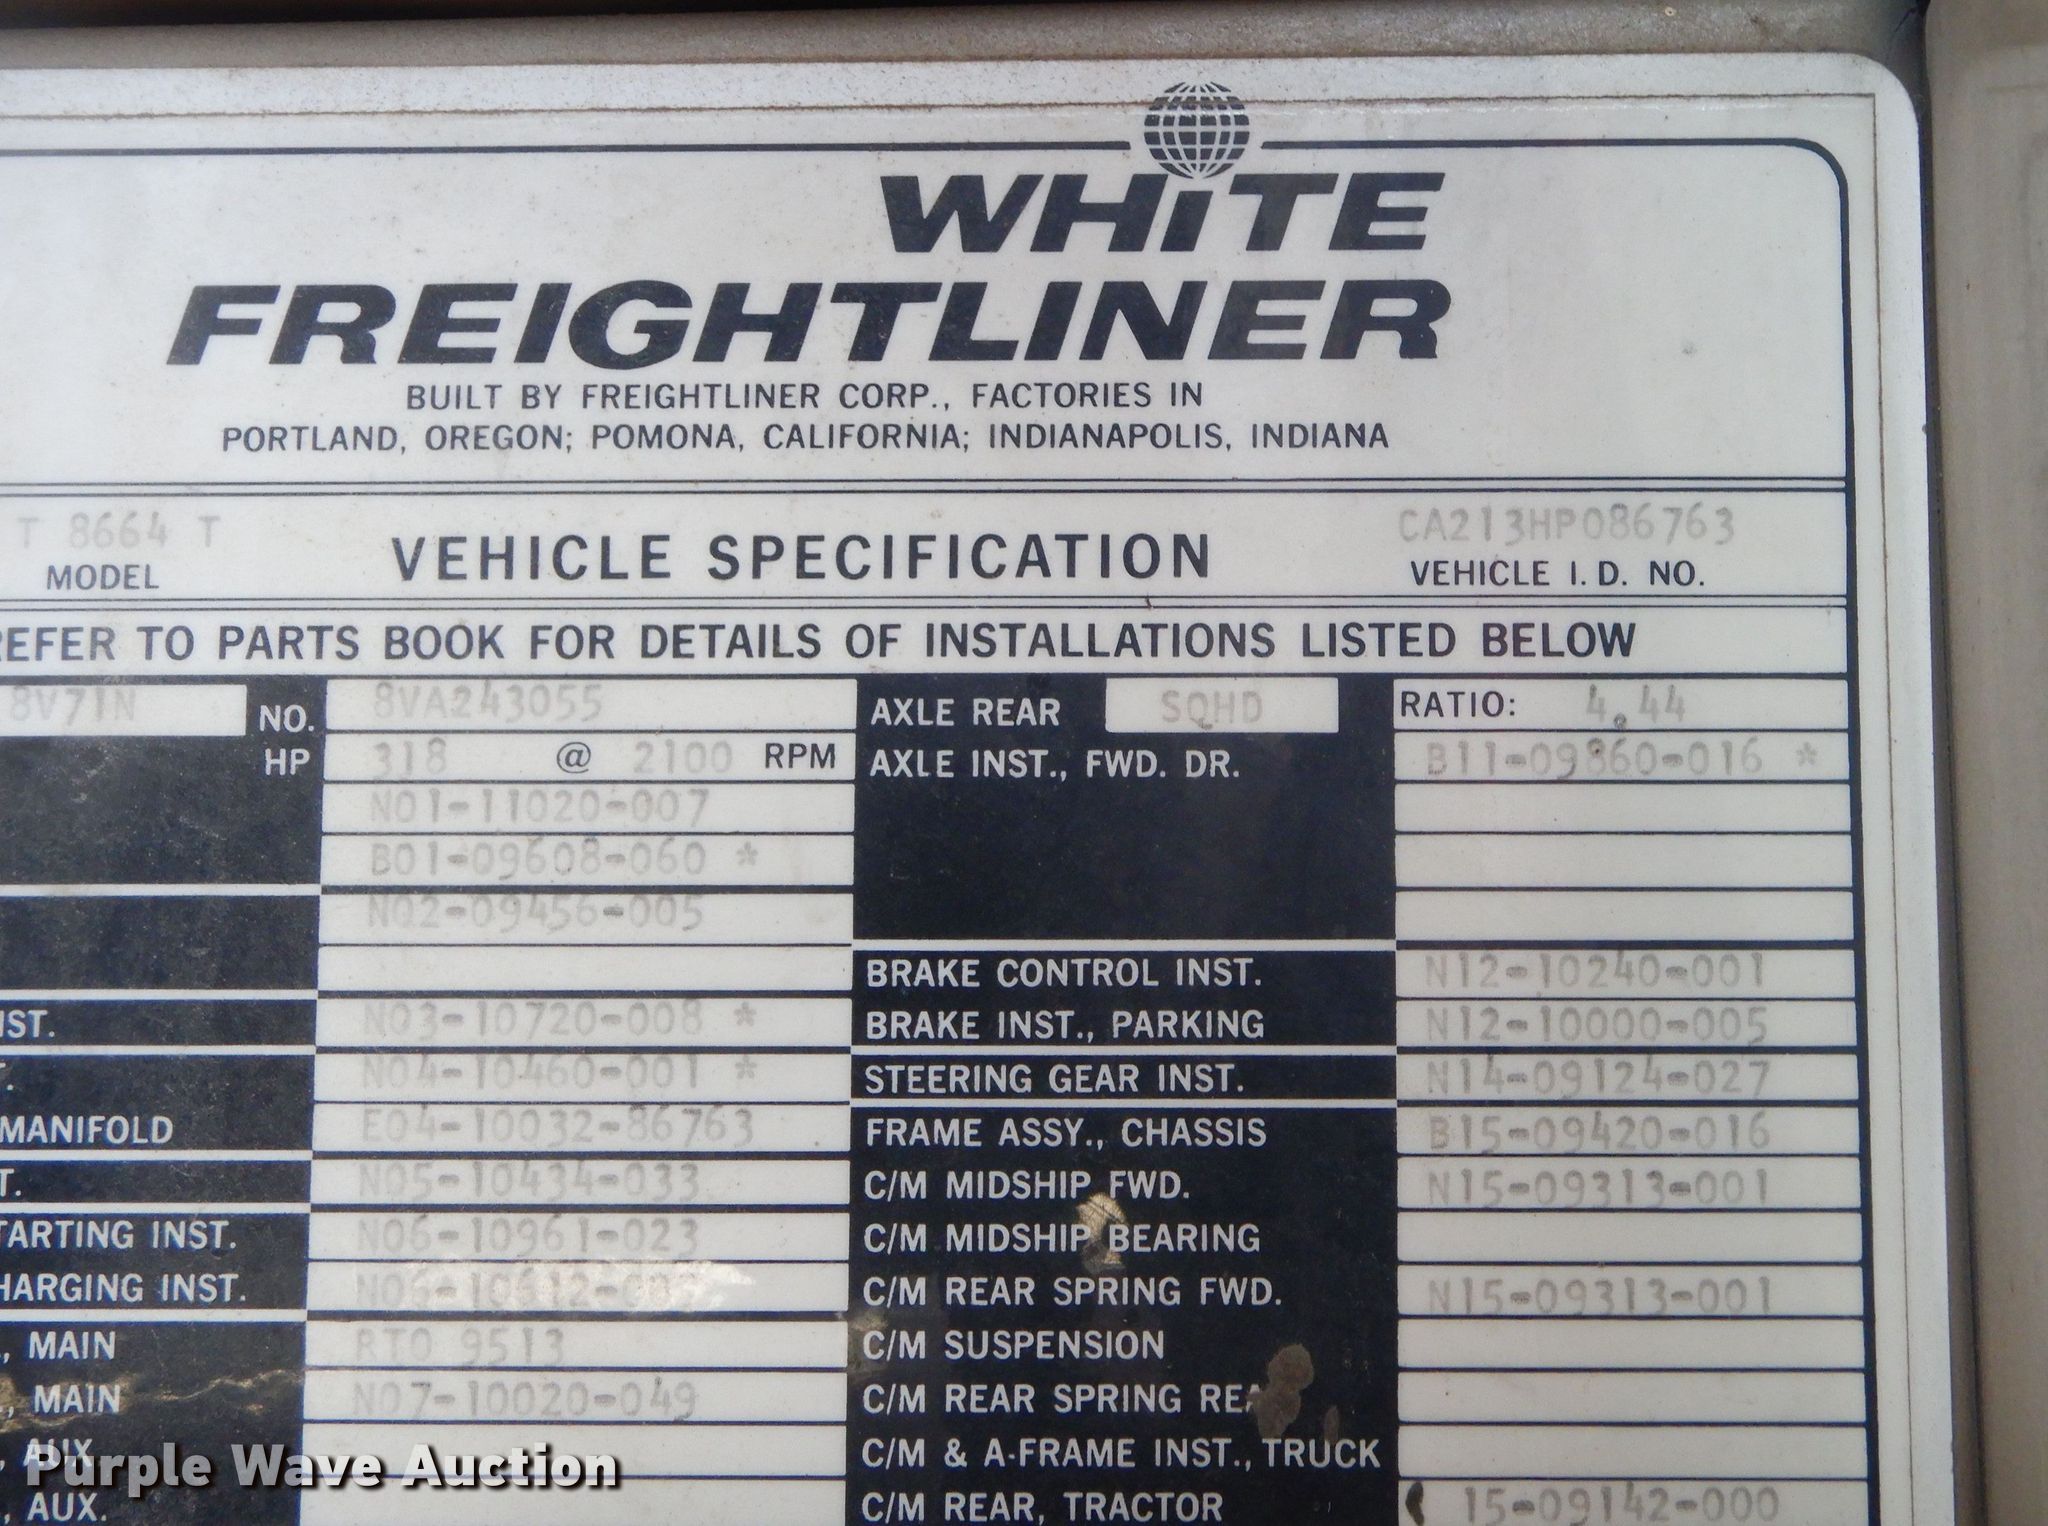 WHiTE
FREIGHTLINER
BUILT BY FREIGHTLINER CORP., FACTORIES IN
PORTLAND, OREGON; POMONA, CALIFORNIA; INDIANAPOLIS, INDIANA
T 8664 T
MODEL
VEHICLE SPECIFICATION
CA213HP086763
VEHICLE I.D. NO.
REFER TO PARTS BOOK FOR DETAILS OF INSTALLATIONS LISTED BELOW
8V71N NO. 8VA243055
HP 318 @ 2100 RPM
N01-11020-007
B01-09608-060 *
N02-09456-005
NST. N03-10720-008 *
T. N04-10460-001 *
MANIFOLD E04-10032-86763
T. N05-10434-033
TARTING INST. N06-10961-023
HARGING INST.
, MAIN RTO 9513
, MAIN N07-10020-049
, AUX
, AUX.
AXLE REAR SQHD RATIO: 4.44
AXLE INST., FWD. DR. B11-09860-016 *
BRAKE CONTROL INST. N12-10240-001
BRAKE INST., PARKING N12-10000-005
STEERING GEAR INST. N14-09124-027
FRAME ASSY., CHASSIS B15-09420-016
C/M MIDSHIP FWD. N15-09313-001
C/M MIDSHIP BEARING
C/M REAR SPRING FWD. N15-09313-001
C/M SUSPENSION
C/M REAR SPRING REA
C/M & A-FRAME INST., TRUCK
C/M REAR, TRACTOR 15-09142-000
Purple Wave Auction